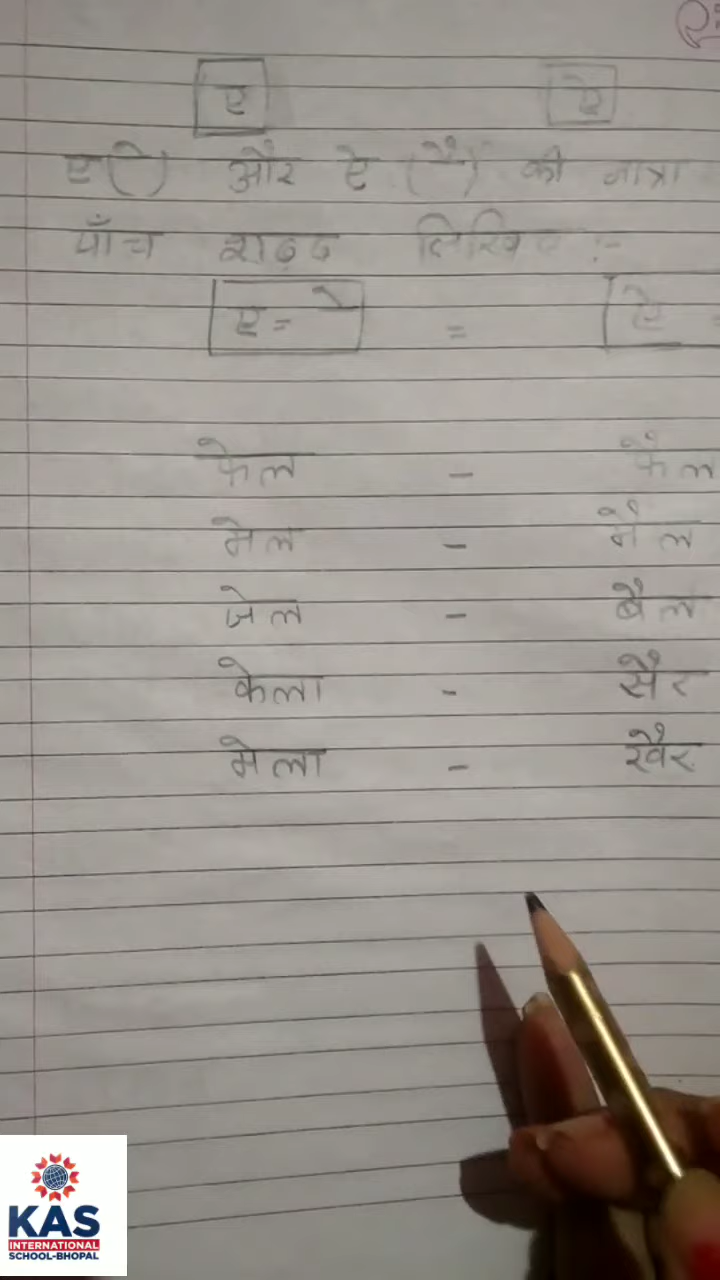 ए ऐ
ए ( े ) और ऐ ( ै ) की मात्रा
पाँच शब्द लिखिए :-
ए = े = ऐ
फेल - फैल
मेल - मैल
जेल - बैल
केला - सैर
मेला - खैर
KAS
INTERNATIONAL
SCHOOL-BHOPAL